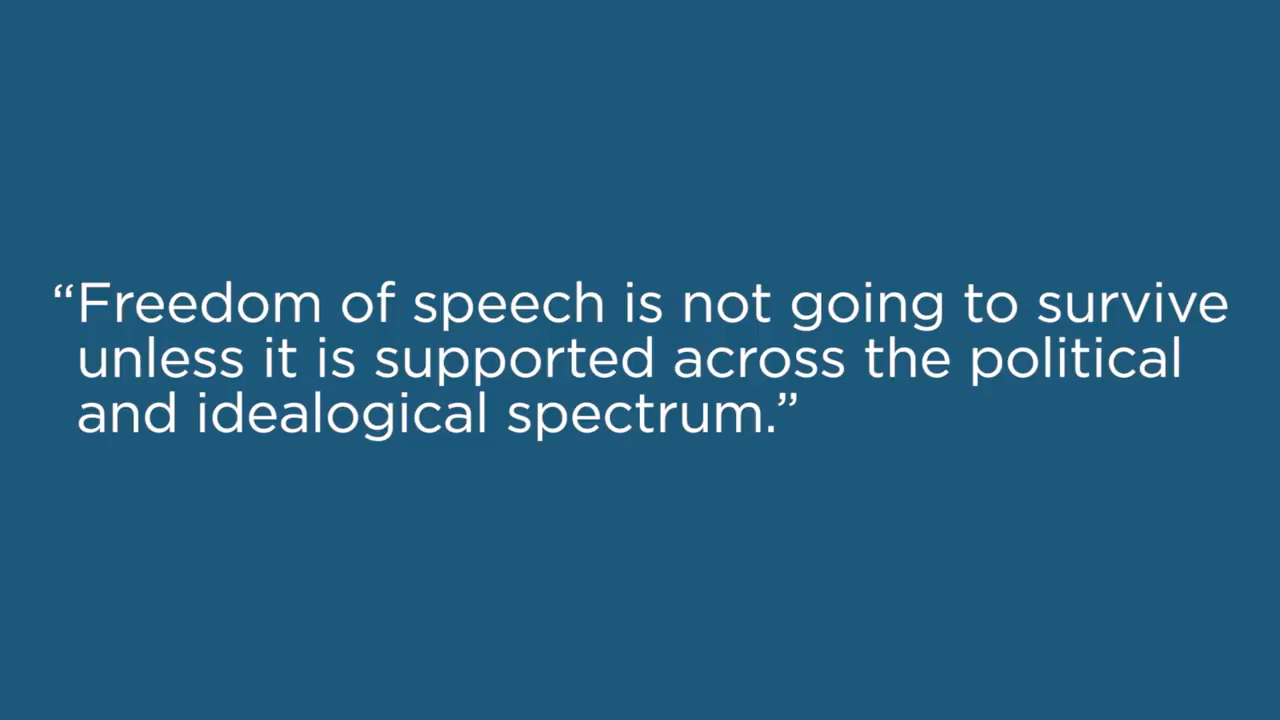 “Freedom of speech is not going to survive
unless it is supported across the political
and idealogical spectrum.”